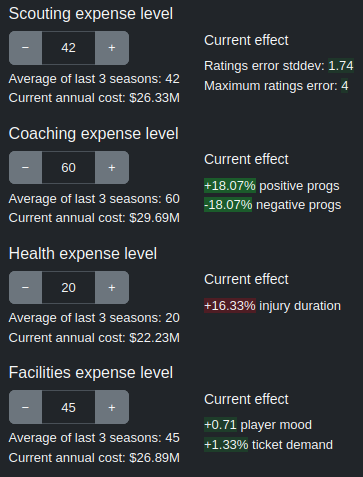 Scouting expense level
− 42 +
Average of last 3 seasons: 42
Current annual cost: $26.33M
Current effect
Ratings error stddev: 1.74
Maximum ratings error: 4
Coaching expense level
− 60 +
Average of last 3 seasons: 60
Current annual cost: $29.69M
Current effect
+18.07% positive progs
-18.07% negative progs
Health expense level
− 20 +
Average of last 3 seasons: 20
Current annual cost: $22.23M
Current effect
+16.33% injury duration
Facilities expense level
− 45 +
Average of last 3 seasons: 45
Current annual cost: $26.89M
Current effect
+0.71 player mood
+1.33% ticket demand